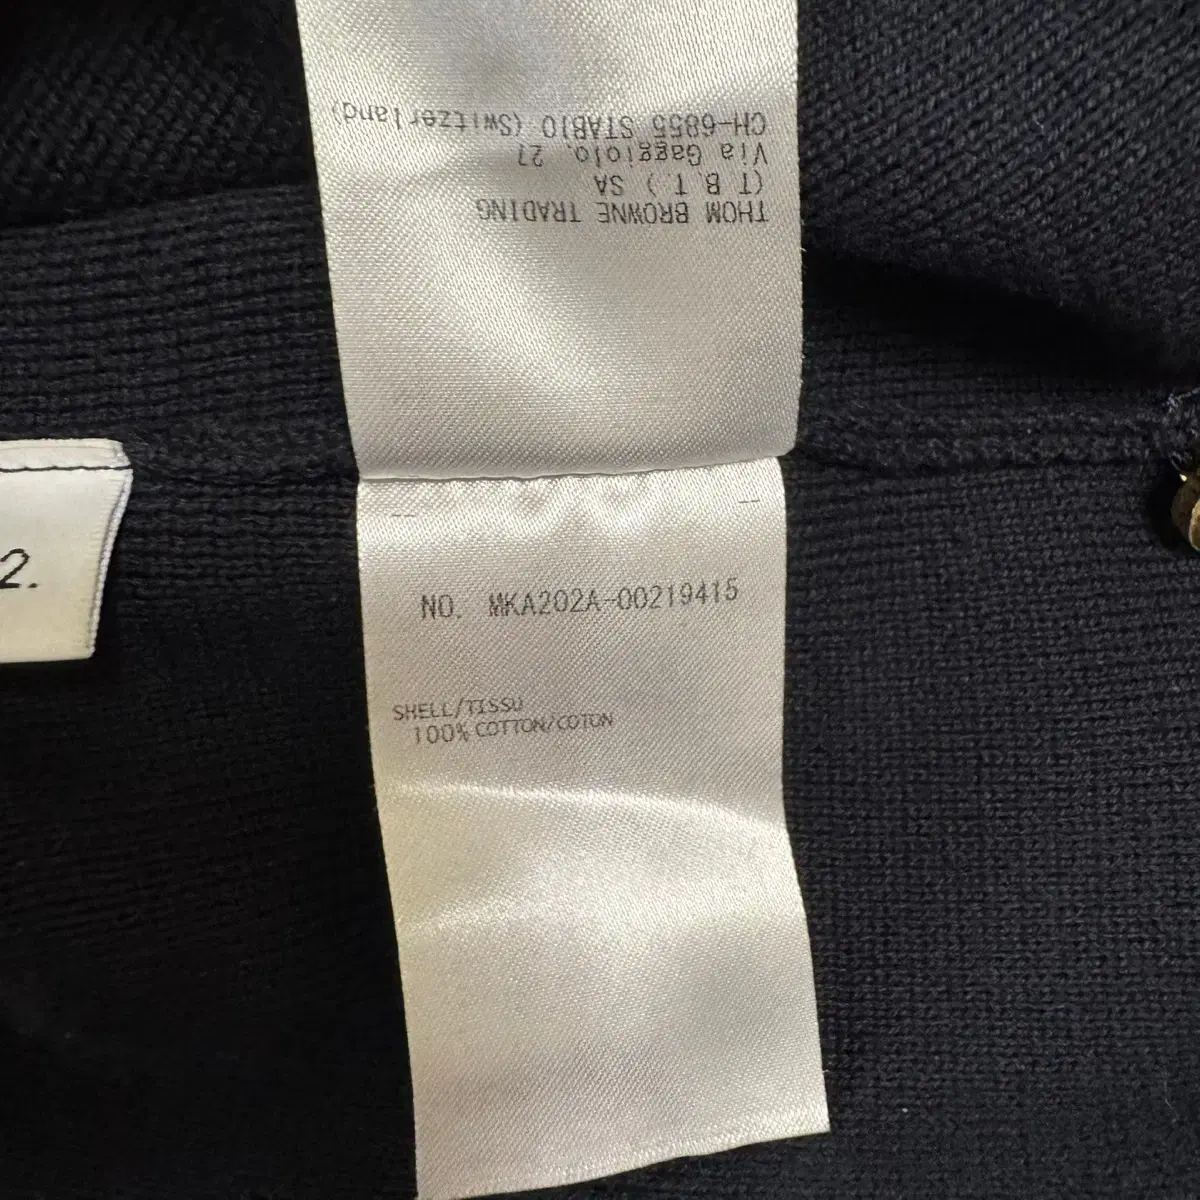 THOM BROWNE TRADING
(T.B.T.) SA
Via Gaggiolo, 27
CH-6855 STABIO (Switzerland)
2.
NO. MKA202A-00219415
SHELL/TISSU
100% COTTON/COTON